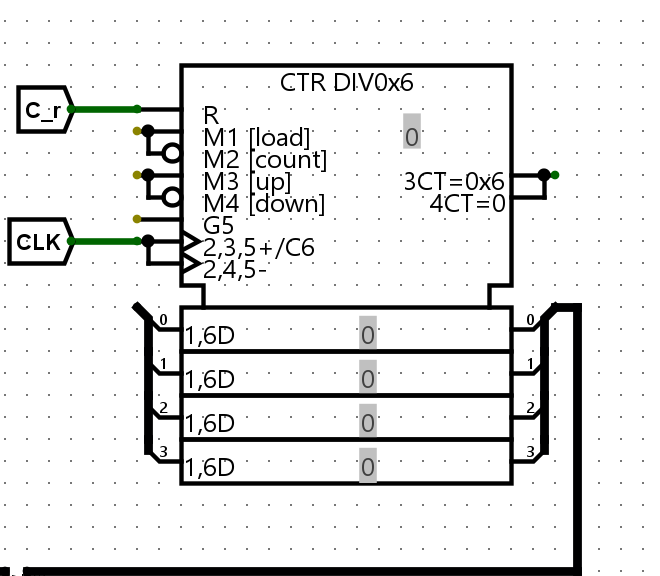 CTR DIV0x6
C_r
R
0
M1 [load]
M2 [count]
M3 [up]
3CT=0x6
M4 [down]
4CT=0
G5
CLK
2,3,5+/C6
2,4,5-
0
1,6D
0
0
1
1,6D
0
1
2
1,6D
0
2
3
1,6D
0
3